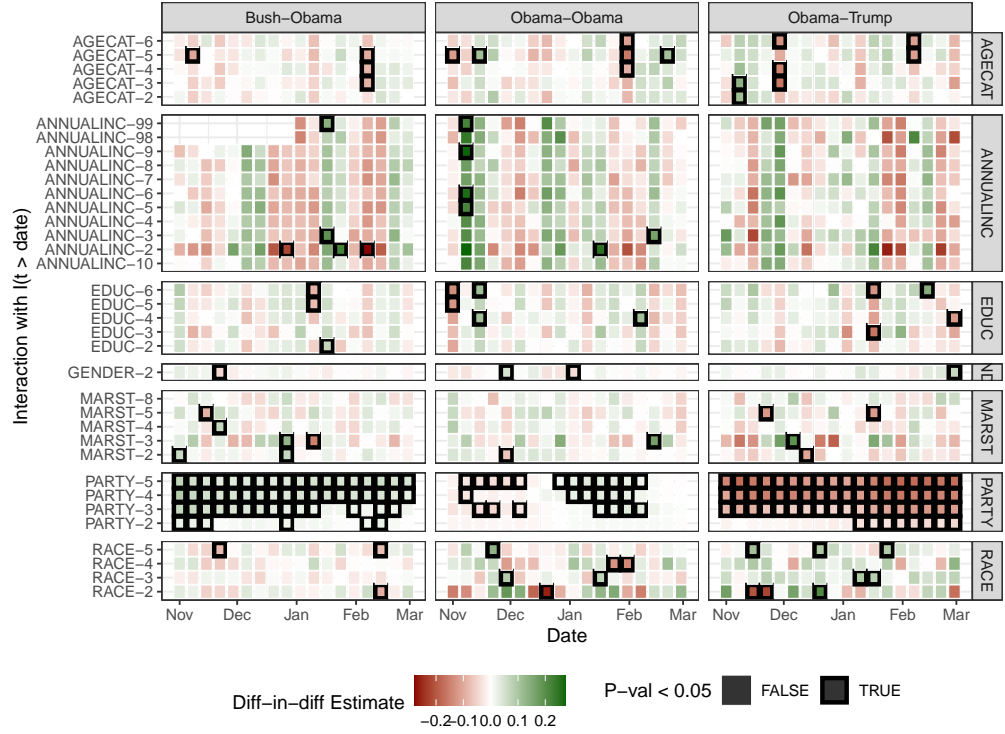 Bush−Obama
Obama−Obama
Obama−Trump
Interaction with I(t > date)
AGECAT−6
AGECAT−5
AGECAT−4
AGECAT−3
AGECAT−2
AGECAT
ANNUALINC−99
ANNUALINC−98
ANNUALINC−9
ANNUALINC−8
ANNUALINC−7
ANNUALINC−6
ANNUALINC−5
ANNUALINC−4
ANNUALINC−3
ANNUALINC−2
ANNUALINC−10
ANNUALINC
EDUC−6
EDUC−5
EDUC−4
EDUC−3
EDUC−2
EDUC
GENDER−2
ND
MARST−8
MARST−5
MARST−4
MARST−3
MARST−2
MARST
PARTY−5
PARTY−4
PARTY−3
PARTY−2
PARTY
RACE−5
RACE−4
RACE−3
RACE−2
RACE
Nov Dec Jan Feb Mar Nov Dec Jan Feb Mar Nov Dec Jan Feb Mar
Date
Diff−in−diff Estimate
−0.2 −0.1 0.0 0.1 0.2
P−val < 0.05 FALSE TRUE